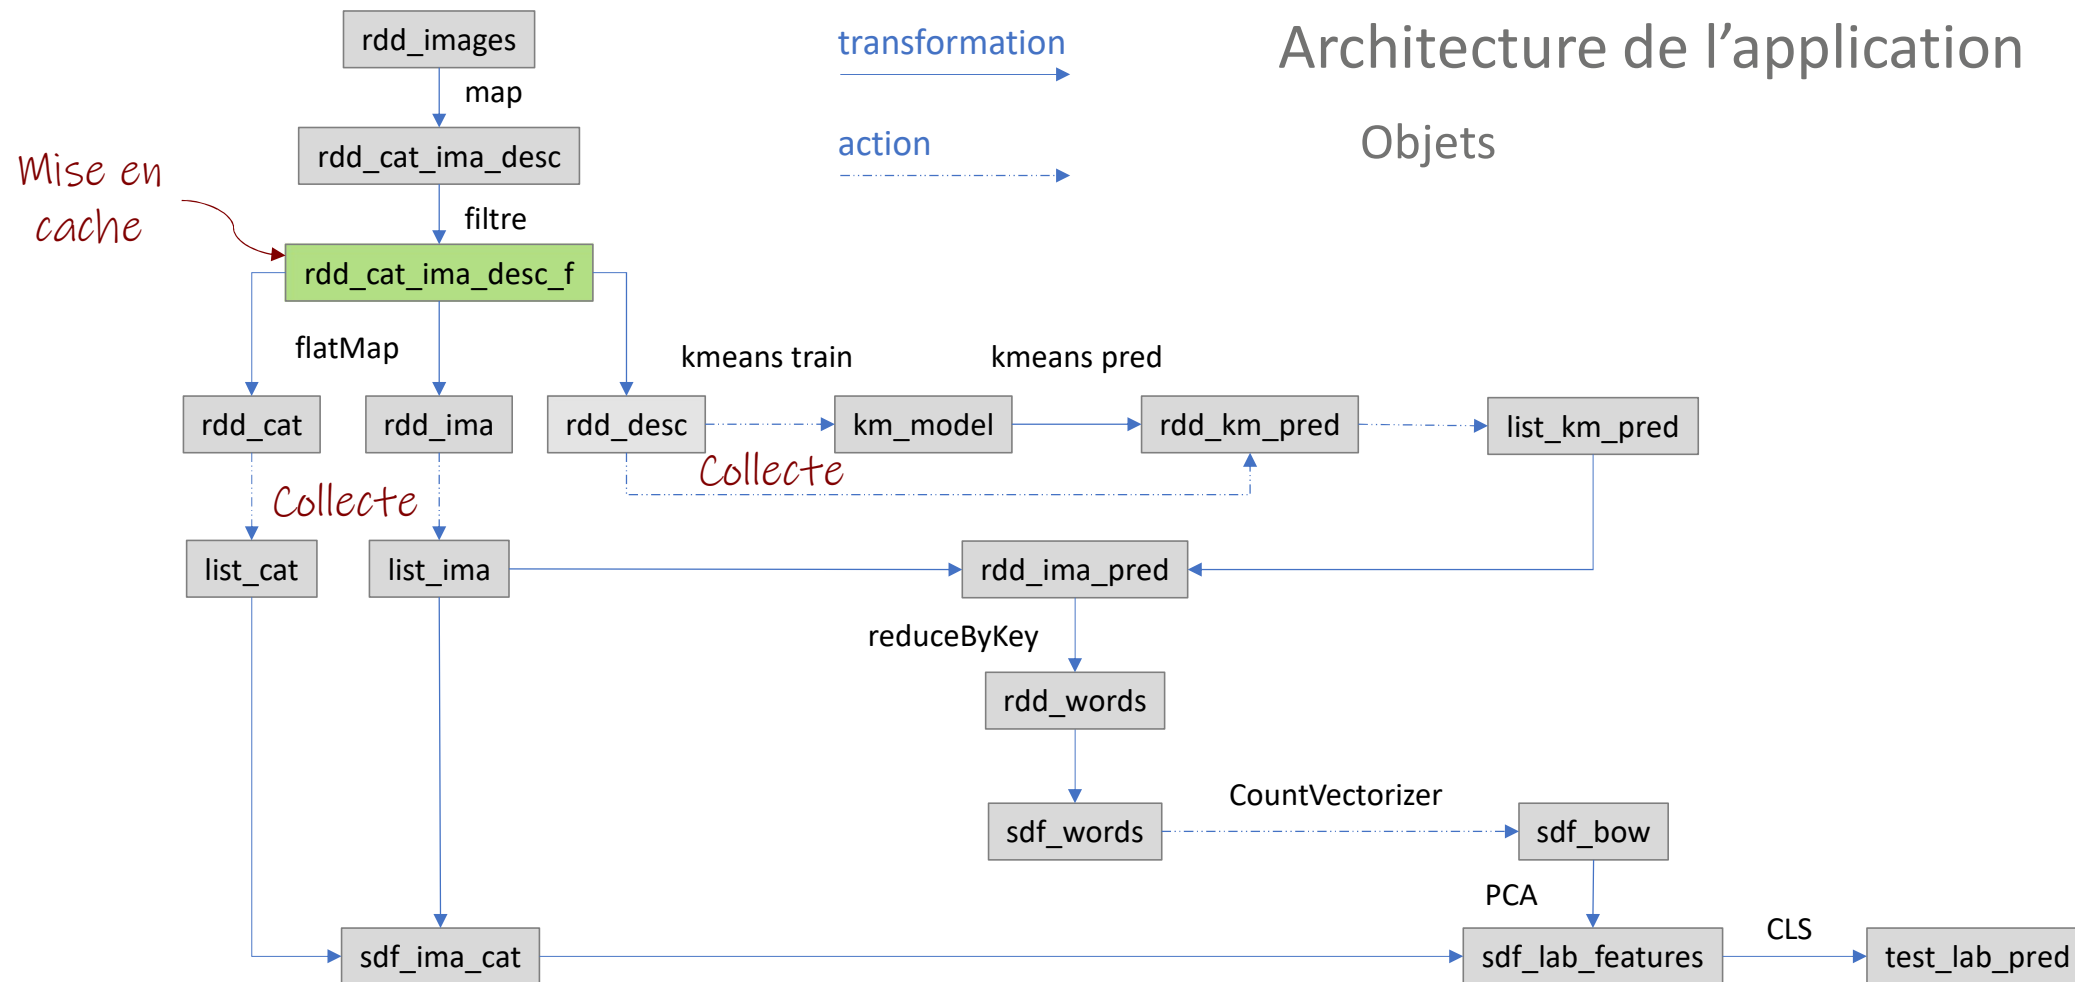 rdd_images
transformation
Architecture de l’application
map
action
Objets
rdd_cat_ima_desc
Mise en
cache
filtre
rdd_cat_ima_desc_f
flatMap
kmeans train
kmeans pred
rdd_cat
rdd_ima
rdd_desc
km_model
rdd_km_pred
list_km_pred
Collecte
Collecte
list_cat
list_ima
rdd_ima_pred
reduceByKey
rdd_words
CountVectorizer
sdf_words
sdf_bow
PCA
CLS
sdf_ima_cat
sdf_lab_features
test_lab_pred